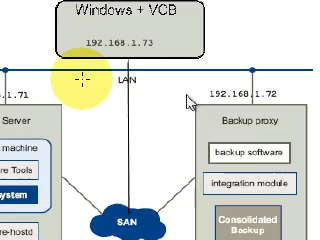 Windows + VCB
192.168.1.73
LAN
.1.71
192.168.1.72
Server
Backup proxy
machine
backup software
re Tools
integration module
ystem
SAN
Consolidated
Backup
re-hostd